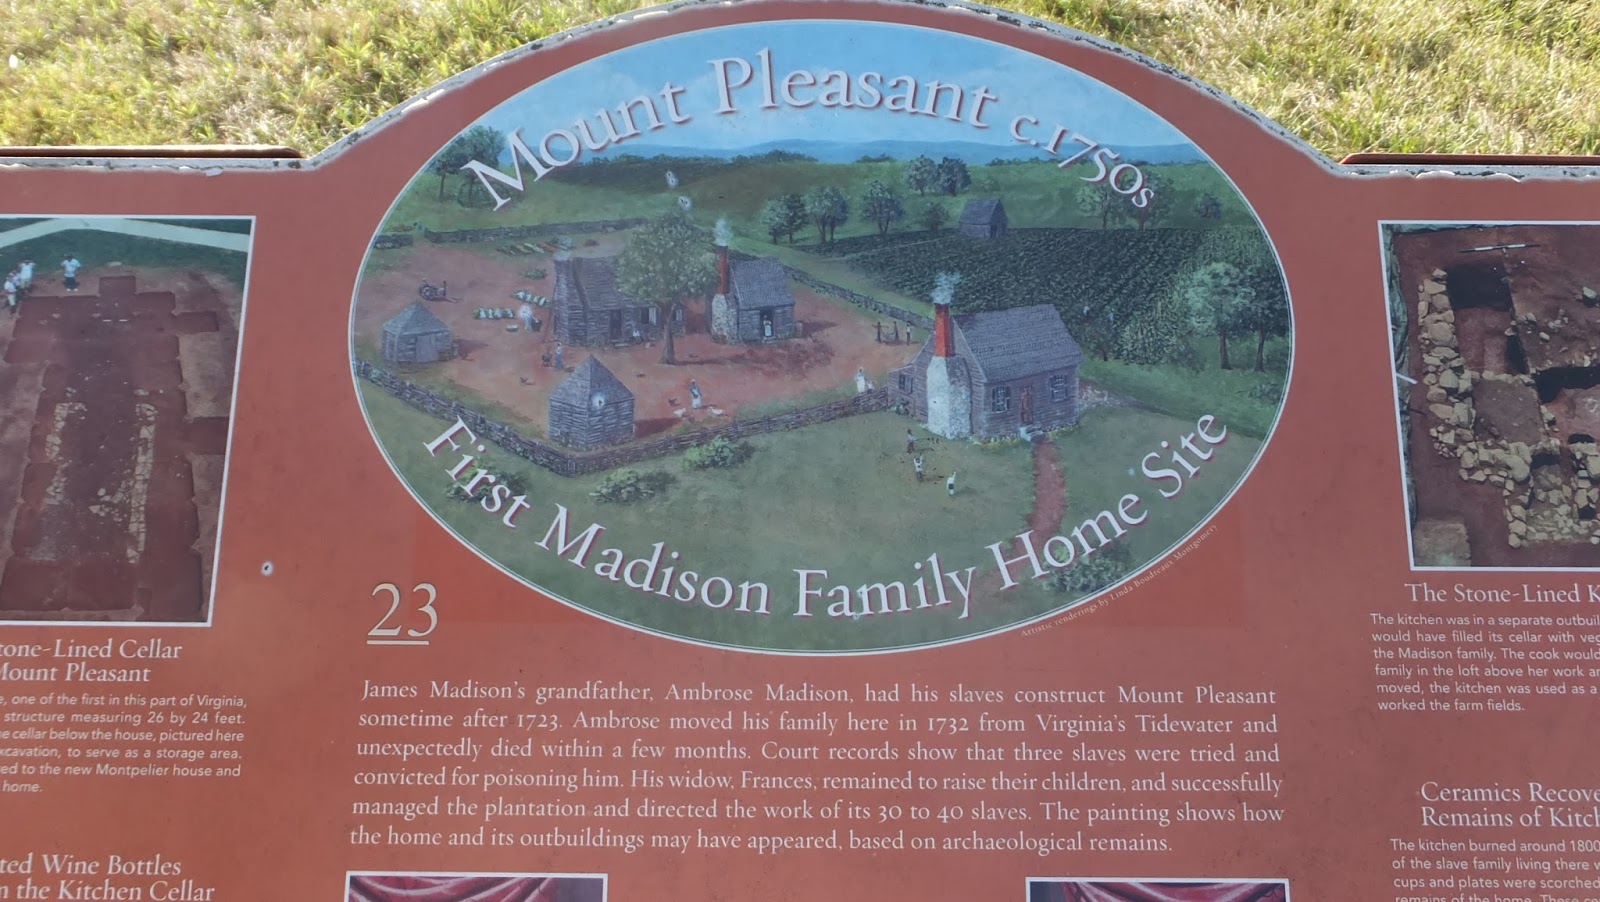 Mount Pleasant c.1750s
First Madison Family Home Site
Artistic renderings by Linda Boudreaux Montgomery
23
James Madison's grandfather, Ambrose Madison, had his slaves construct Mount Pleasant
sometime after 1723. Ambrose moved his family here in 1732 from Virginia's Tidewater and
unexpectedly died within a few months. Court records show that three slaves were tried and
convicted for poisoning him. His widow, Frances, remained to raise their children, and successfully
managed the plantation and directed the work of its 30 to 40 slaves. The painting shows how
the home and its outbuildings may have appeared, based on archaeological remains.
tone-Lined Cellar
Mount Pleasant
e, one of the first in this part of Virginia,
structure measuring 26 by 24 feet.
e cellar below the house, pictured here
xcavation, to serve as a storage area.
ed to the new Montpelier house and
home.
ted Wine Bottles
n the Kitchen Cellar
The Stone-Lined K
The kitchen was in a separate outbuil
would have filled its cellar with veg
the Madison family. The cook would
family in the loft above her work a
moved, the kitchen was used as a
worked the farm fields.
Ceramics Recove
Remains of Kitch
The kitchen burned around 1800
of the slave family living there w
cups and plates were scorched
remains of the home. These ce